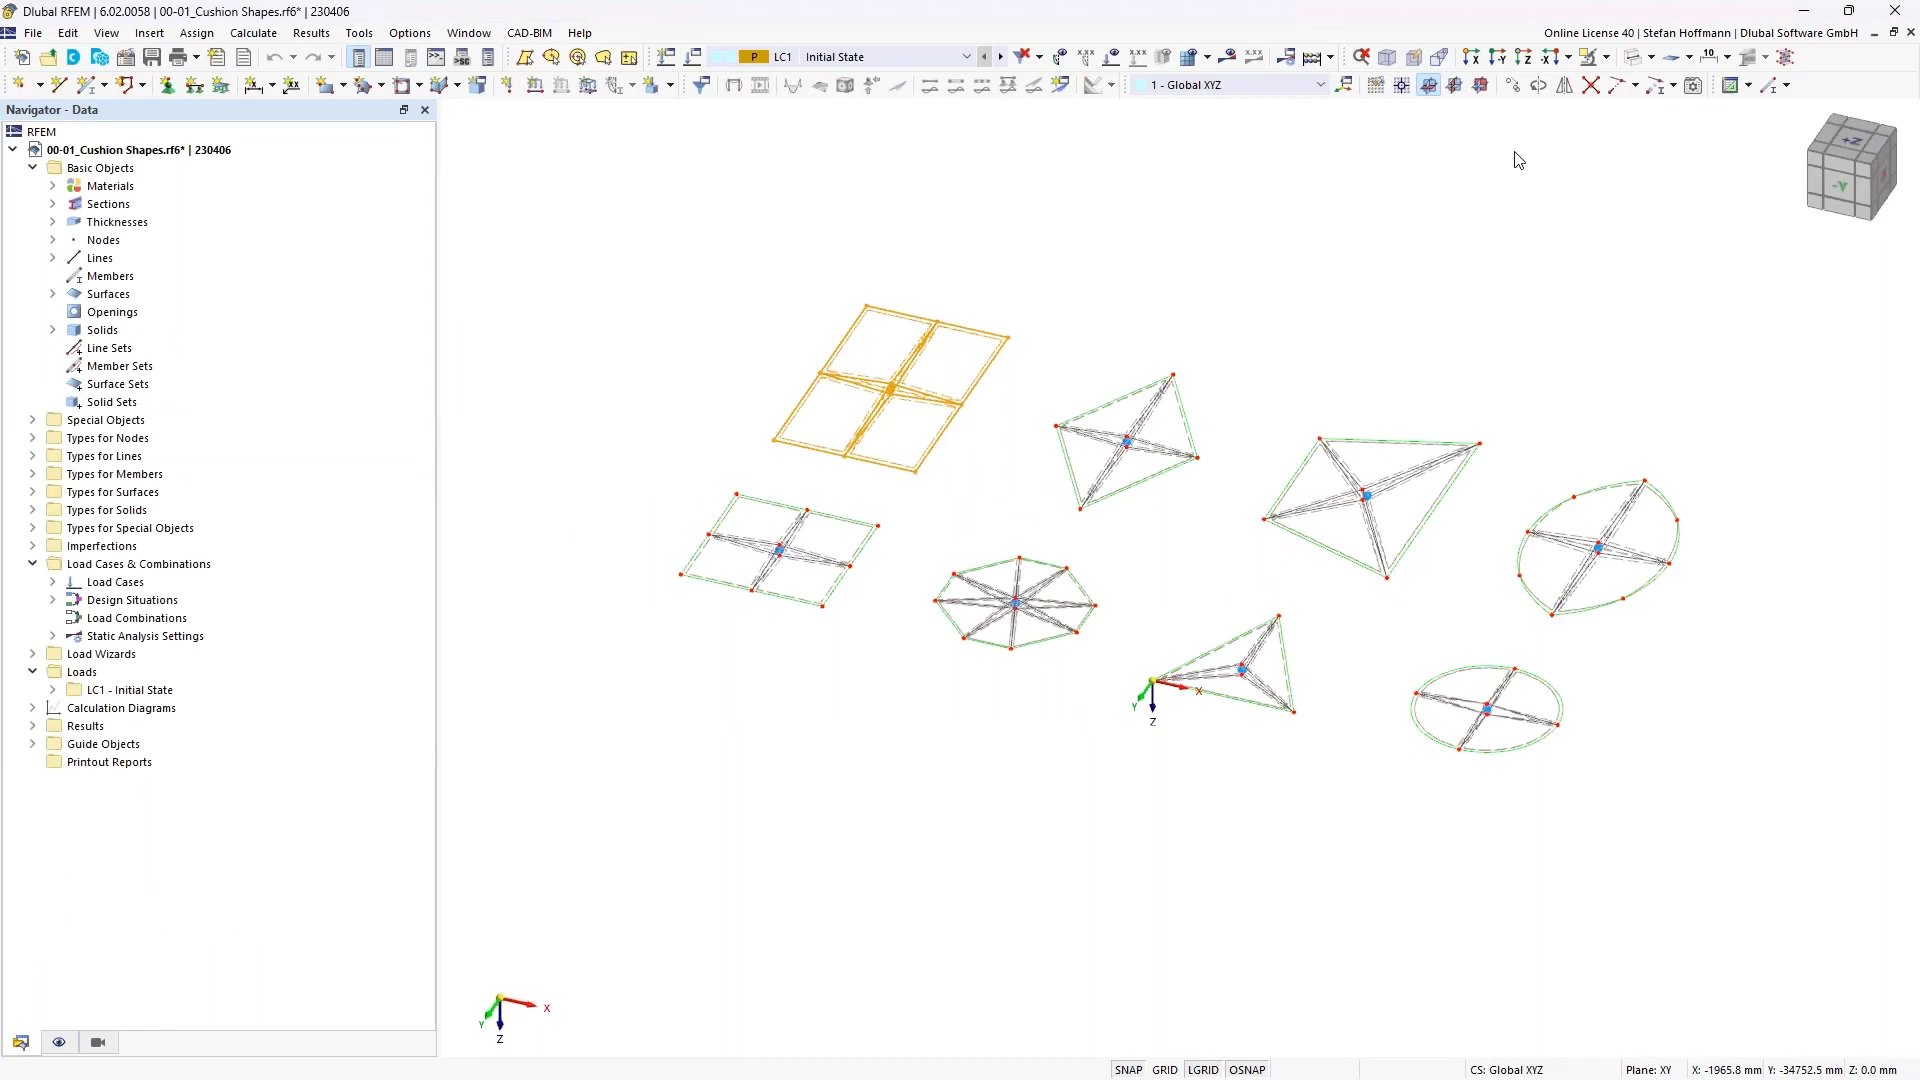 Dlubal RFEM | 6.02.0058 | 00-01_Cushion Shapes.rf6* | 230406
File Edit View Insert Assign Calculate Results Tools Options Window CAD-BIM Help
Online License 40 | Stefan Hoffmann | Dlubal Software GmbH
P LC1 Initial State
1 - Global XYZ
Navigator - Data
RFEM
00-01_Cushion Shapes.rf6* | 230406
Basic Objects
Materials
Sections
Thicknesses
Nodes
Lines
Members
Surfaces
Openings
Solids
Line Sets
Member Sets
Surface Sets
Solid Sets
Special Objects
Types for Nodes
Types for Lines
Types for Members
Types for Surfaces
Types for Solids
Types for Special Objects
Imperfections
Load Cases & Combinations
Load Cases
Design Situations
Load Combinations
Static Analysis Settings
Load Wizards
Loads
LC1 - Initial State
Calculation Diagrams
Results
Guide Objects
Printout Reports
+Z
-Y
X
Y
Z
X
Y
Z
SNAP GRID LGRID OSNAP
CS: Global XYZ
Plane: XY
X: -1965.8 mm Y: -34752.5 mm Z: 0.0 mm